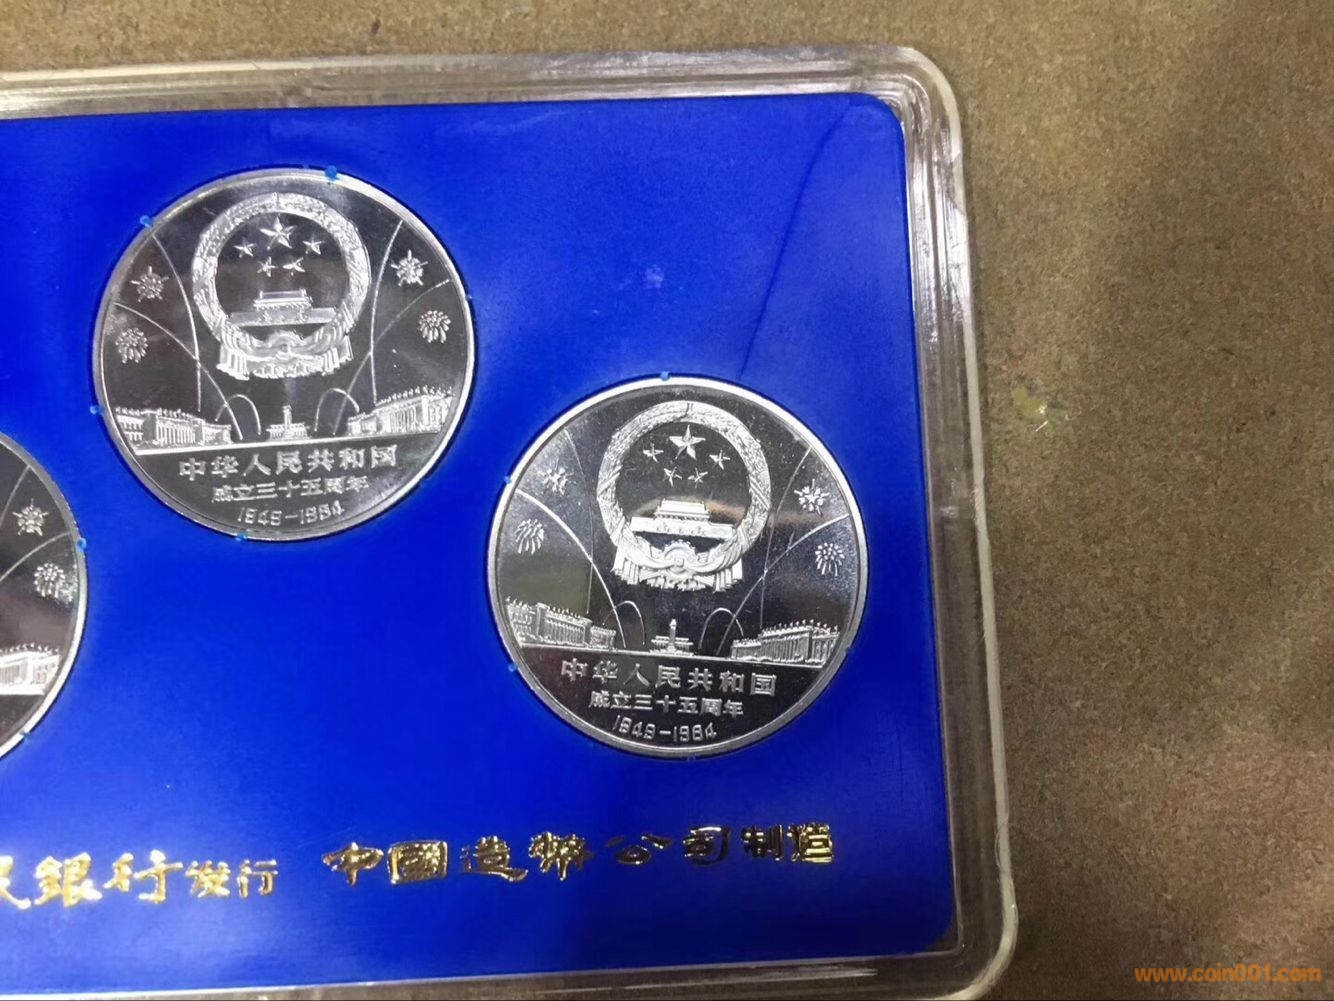 中华人民共和国
成立三十五周年
1949-1984
中华人民共和国
成立三十五周年
1949-1984
民銀行发行 中國造幣公司制造
www.coin001.com